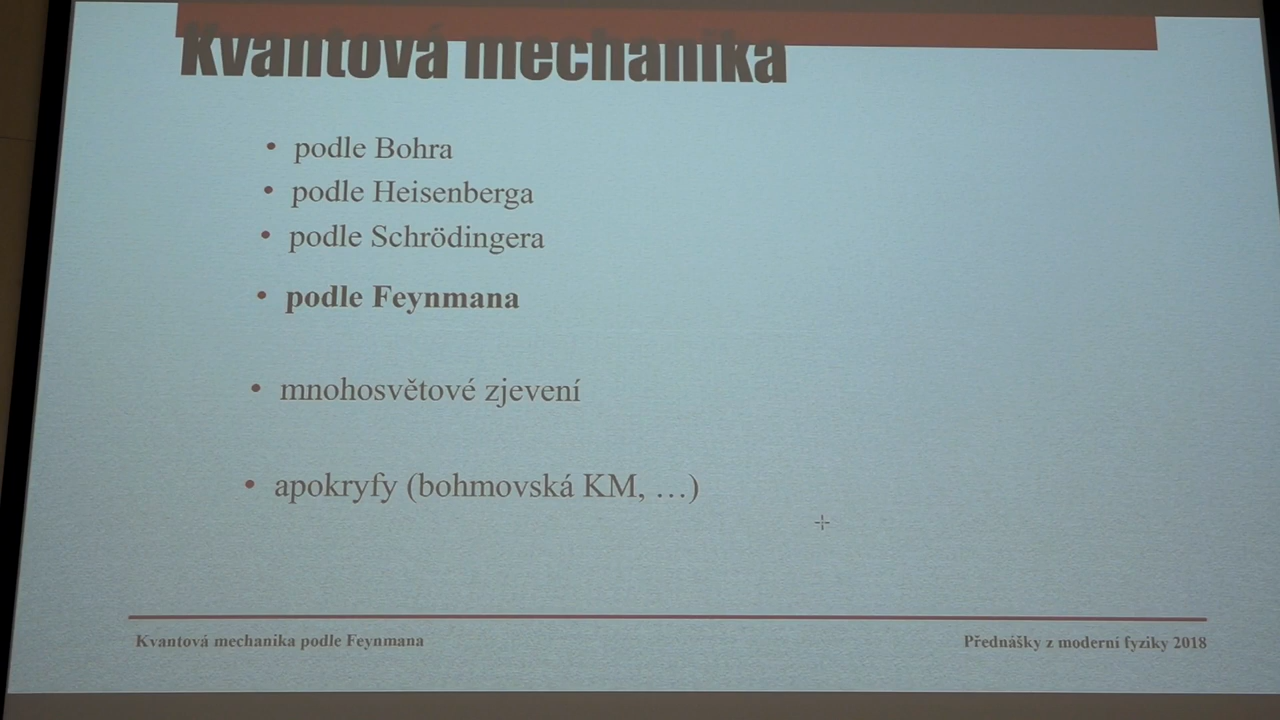 Kvantová mechanika
• podle Bohra
• podle Heisenberga
• podle Schrödingera
• podle Feynmana
• mnohosvětové zjevení
• apokryfy (bohmovská KM, …)
Kvantová mechanika podle Feynmana
Přednášky z moderní fyziky 2018